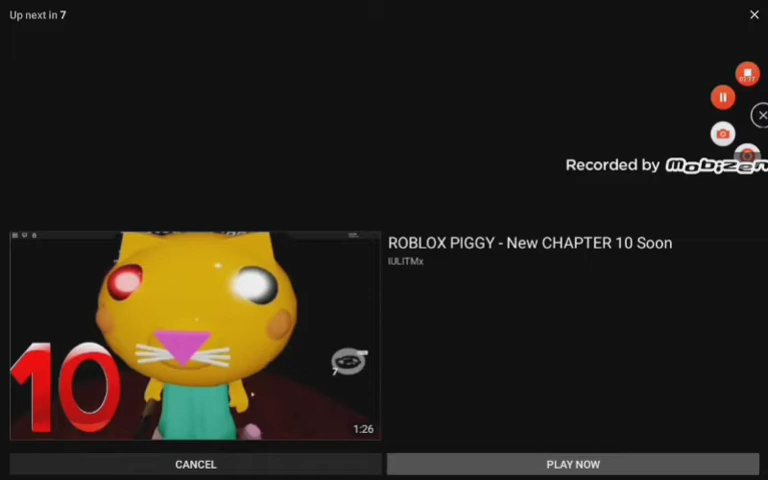 Up next in 7
Recorded by Mobizen
ROBLOX PIGGY - New CHAPTER 10 Soon
IULITMx
10
7
1:26
CANCEL
PLAY NOW